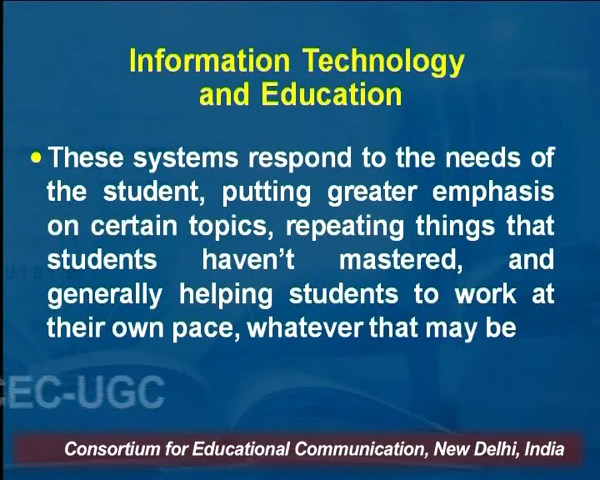 Information Technology
and Education
• These systems respond to the needs of
the student, putting greater emphasis
on certain topics, repeating things that
students haven't mastered, and
generally helping students to work at
their own pace, whatever that may be
CEC-UGC
Consortium for Educational Communication, New Delhi, India